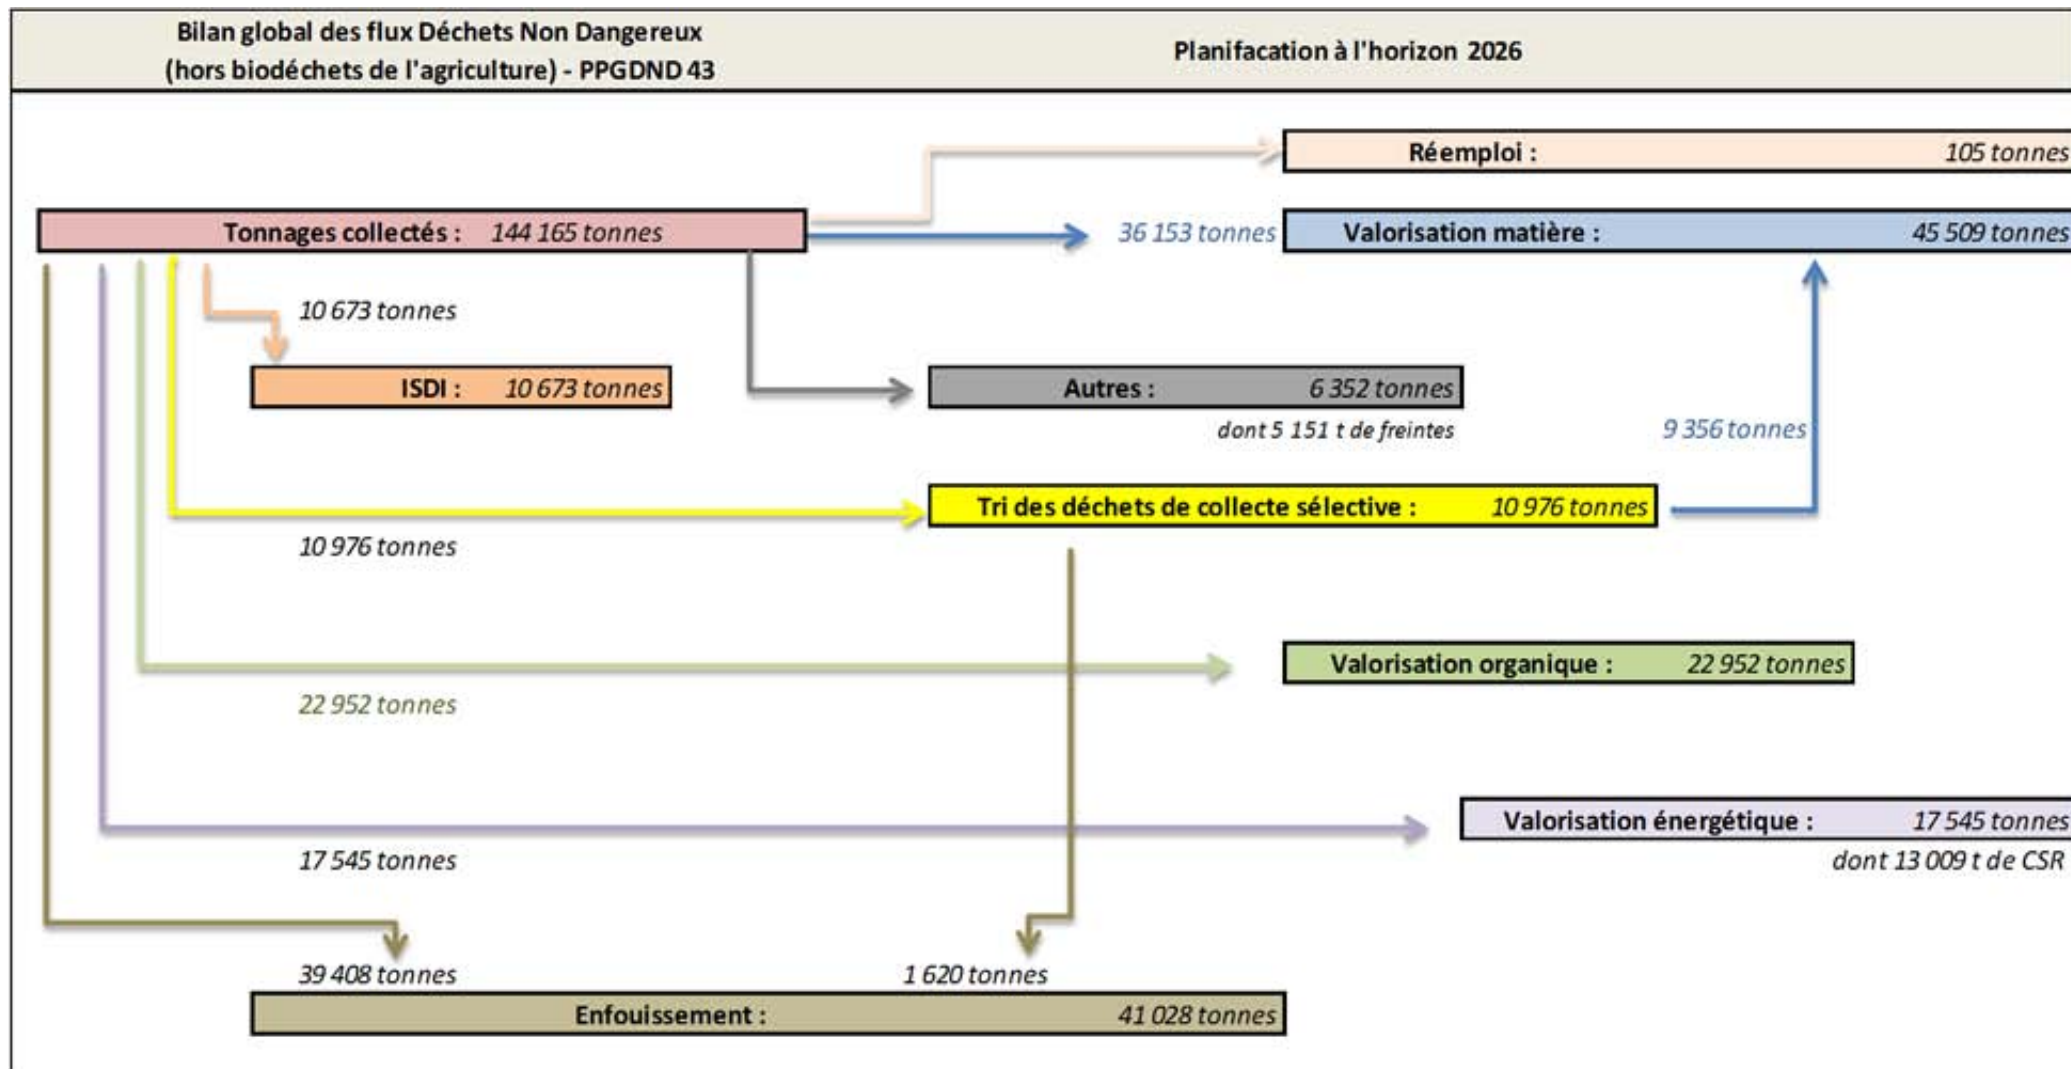 Bilan global des flux Déchets Non Dangereux
(hors biodéchets de l'agriculture) - PPGDND 43
Planifacation à l'horizon 2026
Réemploi : 105 tonnes
Tonnages collectés : 144 165 tonnes
36 153 tonnes
Valorisation matière : 45 509 tonnes
10 673 tonnes
ISDI : 10 673 tonnes
Autres : 6 352 tonnes
dont 5 151 t de freintes
9 356 tonnes
Tri des déchets de collecte sélective : 10 976 tonnes
10 976 tonnes
Valorisation organique : 22 952 tonnes
22 952 tonnes
Valorisation énergétique : 17 545 tonnes
17 545 tonnes
dont 13 009 t de CSR
39 408 tonnes
1 620 tonnes
Enfouissement : 41 028 tonnes